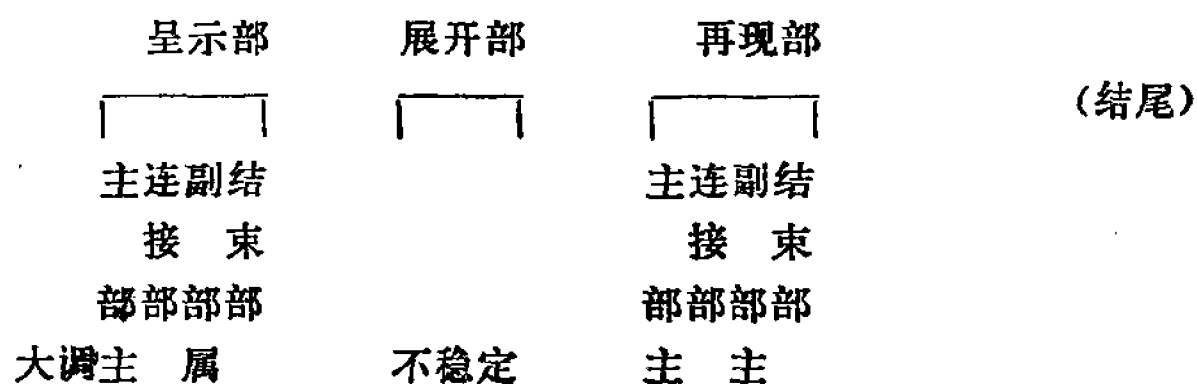 呈示部 展开部 再现部
(结尾)
主连副结 主连副结
接 束 接 束
部部部部 部部部部
大调主 属 不稳定 主 主